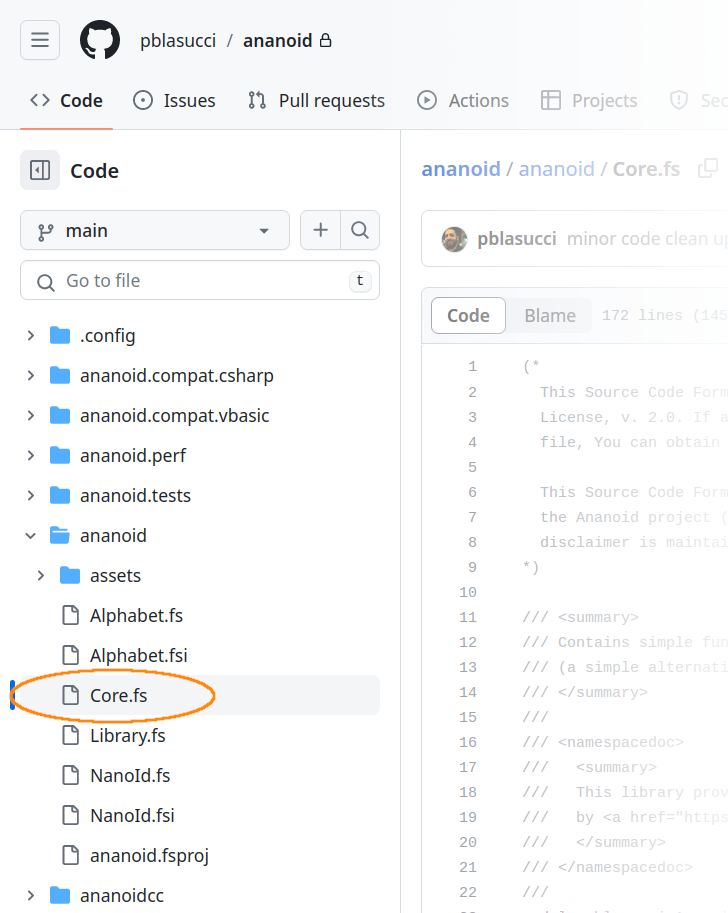 pblasucci / ananoid
Code Issues Pull requests Actions Projects Sec
Code
main
Go to file t
.config
ananoid.compat.csharp
ananoid.compat.vbasic
ananoid.perf
ananoid.tests
ananoid
assets
Alphabet.fs
Alphabet.fsi
Core.fs
Library.fs
NanoId.fs
NanoId.fsi
ananoid.fsproj
ananoidcc
ananoid / ananoid / Core.fs
pblasucci minor code clean up
Code Blame 172 lines (145
1 (*
2 This Source Code Form
3 License, v. 2.0. If a
4 file, You can obtain
5
6 This Source Code Form
7 the Ananoid project (
8 disclaimer is maintai
9 *)
10
11 /// <summary>
12 /// Contains simple fun
13 /// (a simple alternati
14 /// </summary>
15 ///
16 /// <namespacedoc>
17 /// <summary>
18 /// This library prov
19 /// by <a href="https
20 /// </summary>
21 /// </namespacedoc>
22 ///